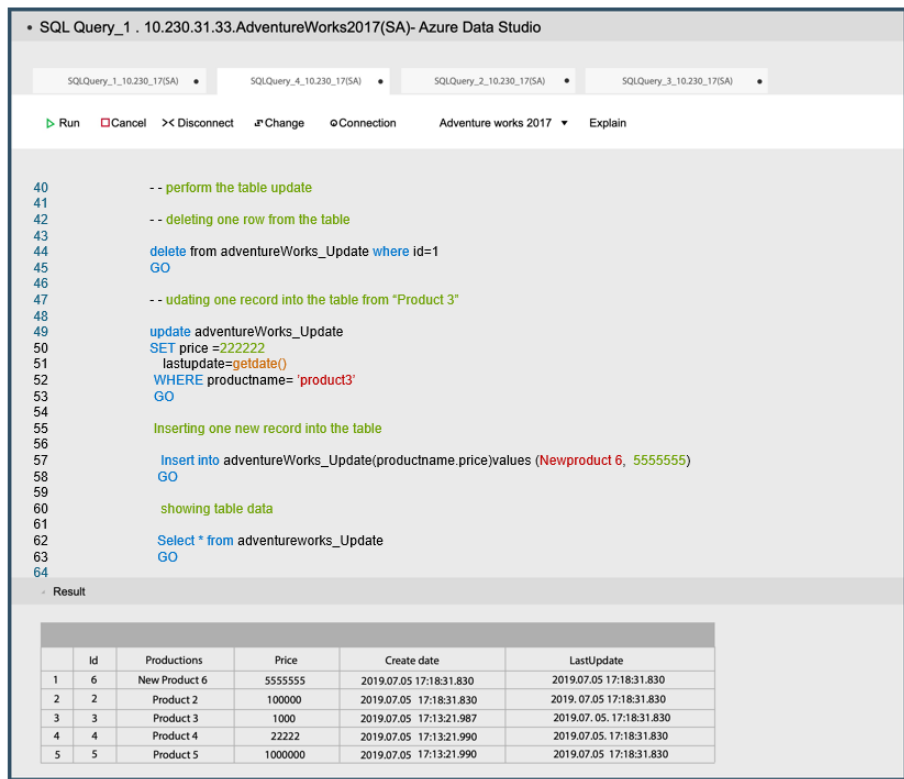 • SQL Query_1 . 10.230.31.33.AdventureWorks2017(SA)- Azure Data Studio
SQLQuery_1_10.230_17(SA) • SQLQuery_4_10.230_17(SA) • SQLQuery_2_10.230_17(SA) • SQLQuery_3_10.230_17(SA) •
Run Cancel Disconnect Change Connection Adventure works 2017 ▼ Explain
40 - - perform the table update
41
42 - - deleting one row from the table
43
44 delete from adventureWorks_Update where id=1
45 GO
46
47 - - udating one record into the table from “Product 3”
48
49 update adventureWorks_Update
50 SET price =222222
51 lastupdate=getdate()
52 WHERE productname= ’product3’
53 GO
54
55 Inserting one new record into the table
56
57 Insert into adventureWorks_Update(productname.price)values (Newproduct 6, 5555555)
58 GO
59
60 showing table data
61
62 Select * from adventureworks_Update
63 GO
64
Result
Id Productions Price Create date LastUpdate
1 6 New Product 6 5555555 2019.07.05 17:18:31.830 2019.07.05 17:18:31.830
2 2 Product 2 100000 2019.07.05 17:18:31.830 2019. 07.05 17:18:31.830
3 3 Product 3 1000 2019.07.05 17:13:21.987 2019.07. 05. 17:18:31.830
4 4 Product 4 22222 2019.07.05 17:13:21.990 2019.07.05. 17:18:31.830
5 5 Product 5 1000000 2019.07.05 17:13:21.990 2019.07.05 17:18:31.830